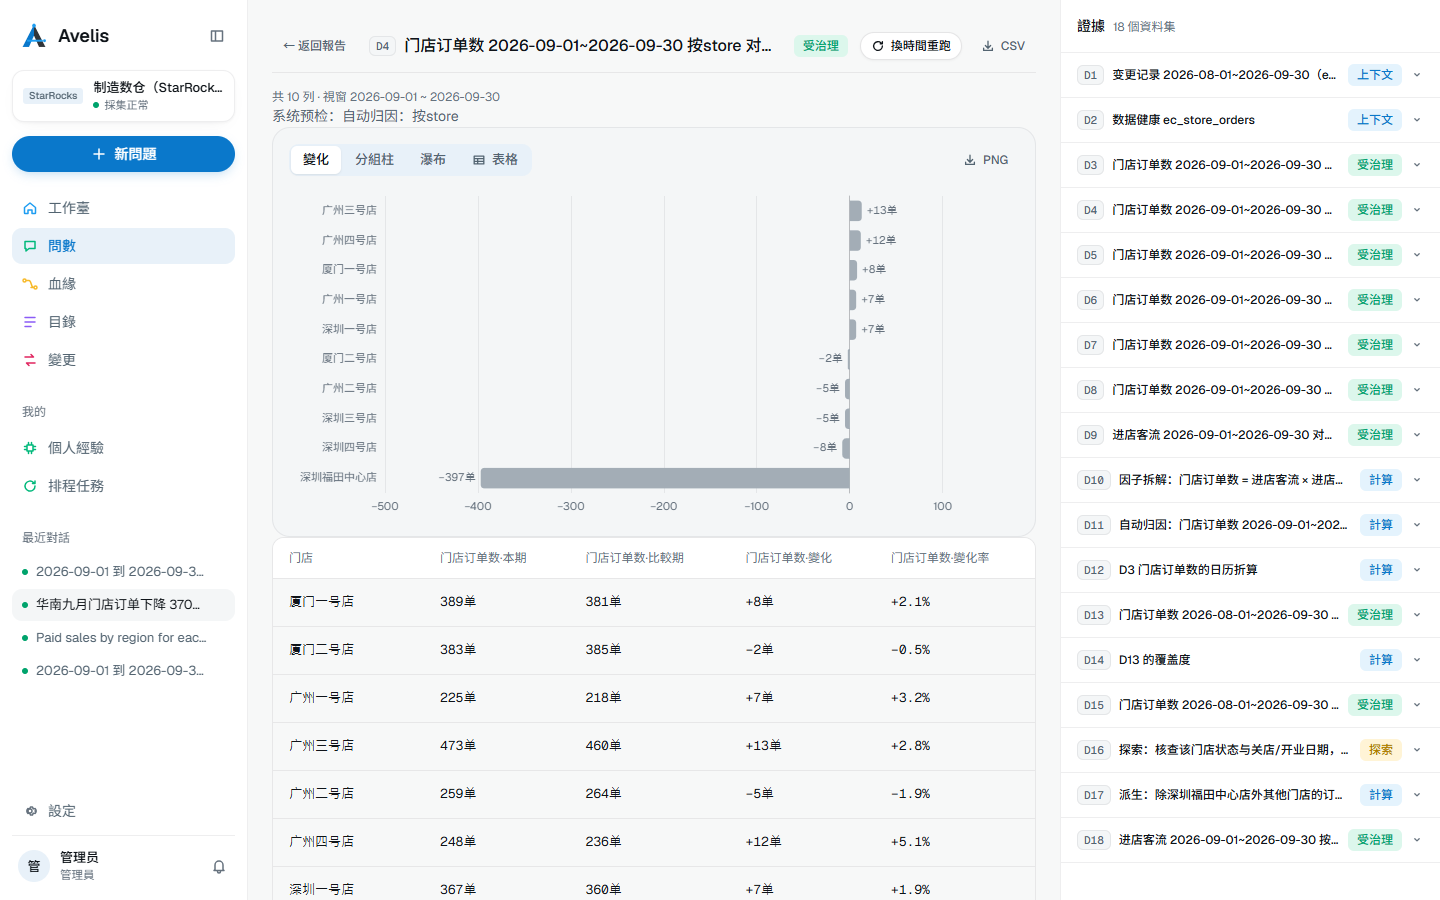 Avelis
StarRocks
制造数仓（StarRock...
採集正常
新問題
工作臺
問數
血緣
目錄
變更
我的
個人經驗
排程任務
最近對話
2026-09-01 到 2026-09-3...
华南九月门店订单下降 370...
Paid sales by region for eac...
2026-09-01 到 2026-09-3...
設定
管
管理员
管理員
返回報告
D4
门店订单数 2026-09-01~2026-09-30 按store 对...
受治理
換時間重跑
CSV
共 10 列 · 視窗 2026-09-01 ~ 2026-09-30
系统预检：自动归因：按store
變化
分組柱
瀑布
表格
PNG
广州三号店 +13单
广州四号店 +12单
厦门一号店 +8单
广州一号店 +7单
深圳一号店 +7单
厦门二号店 −2单
广州二号店 −5单
深圳三号店 −5单
深圳四号店 −8单
深圳福田中心店 −397单
−500 −400 −300 −200 −100 0 100
门店 门店订单数·本期 门店订单数·比較期 门店订单数·變化 门店订单数·變化率
厦门一号店 389单 381单 +8单 +2.1%
厦门二号店 383单 385单 −2单 −0.5%
广州一号店 225单 218单 +7单 +3.2%
广州三号店 473单 460单 +13单 +2.8%
广州二号店 259单 264单 −5单 −1.9%
广州四号店 248单 236单 +12单 +5.1%
深圳一号店 367单 360单 +7单 +1.9%
證據 18 個資料集
D1 变更记录 2026-08-01~2026-09-30（e... 上下文
D2 数据健康 ec_store_orders 上下文
D3 门店订单数 2026-09-01~2026-09-30 ... 受治理
D4 门店订单数 2026-09-01~2026-09-30 ... 受治理
D5 门店订单数 2026-09-01~2026-09-30 ... 受治理
D6 门店订单数 2026-09-01~2026-09-30 ... 受治理
D7 门店订单数 2026-09-01~2026-09-30 ... 受治理
D8 门店订单数 2026-09-01~2026-09-30 ... 受治理
D9 进店客流 2026-09-01~2026-09-30 对... 受治理
D10 因子拆解：门店订单数 = 进店客流 × 进店... 計算
D11 自动归因：门店订单数 2026-09-01~202... 計算
D12 D3 门店订单数的日历折算 計算
D13 门店订单数 2026-08-01~2026-09-30 ... 受治理
D14 D13 的覆盖度 計算
D15 门店订单数 2026-08-01~2026-09-30 ... 受治理
D16 探索：核查该门店状态与关店/开业日期，... 探索
D17 派生：除深圳福田中心店外其他门店的订... 計算
D18 进店客流 2026-09-01~2026-09-30 按... 受治理